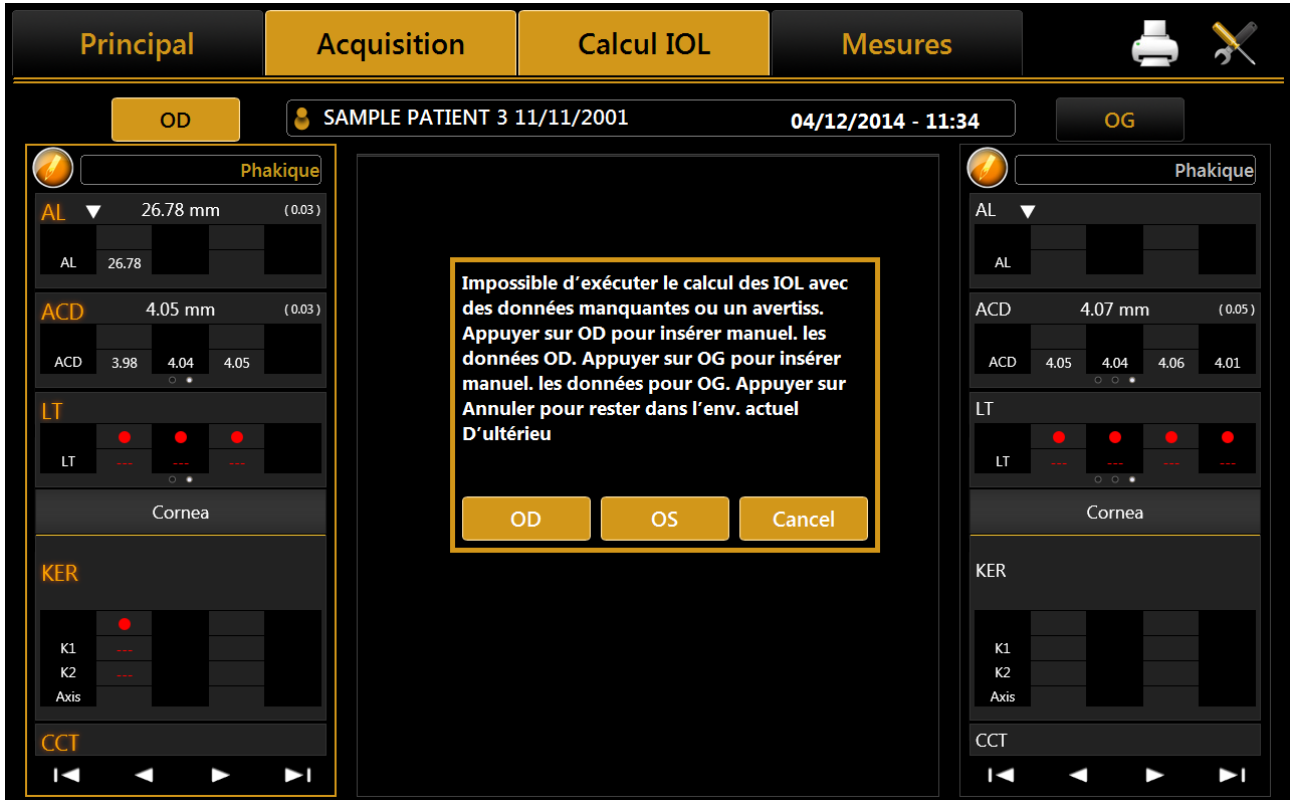 Principal
Acquisition
Calcul IOL
Mesures
OD
SAMPLE PATIENT 3 11/11/2001
04/12/2014 - 11:34
OG
Phakique
AL 26.78 mm (0.03)
AL 26.78
ACD 4.05 mm (0.03)
ACD 3.98 4.04 4.05
LT
LT --- --- ---
Cornea
KER
K1 ---
K2 ---
Axis
CCT
Impossible d'exécuter le calcul des IOL avec
des données manquantes ou un avertiss.
Appuyer sur OD pour insérer manuel. les
données OD. Appuyer sur OG pour insérer
manuel. les données pour OG. Appuyer sur
Annuler pour rester dans l'env. actuel
D'ultérieu
OD
OS
Cancel
Phakique
AL
AL
ACD 4.07 mm (0.05)
ACD 4.05 4.04 4.06 4.01
LT
LT --- --- --- ---
Cornea
KER
K1
K2
Axis
CCT